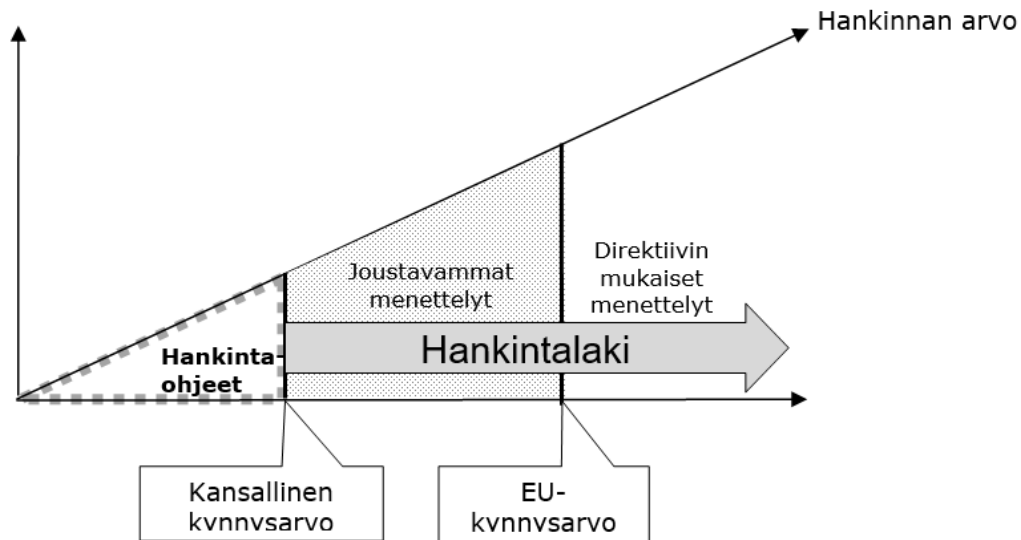 Hankinnan arvo
Joustavammat
menettelyt
Direktiivin
mukaiset
menettelyt
Hankintalaki
Hankinta-
ohjeet
Kansallinen
kynnysarvo
EU-
kynnysarvo